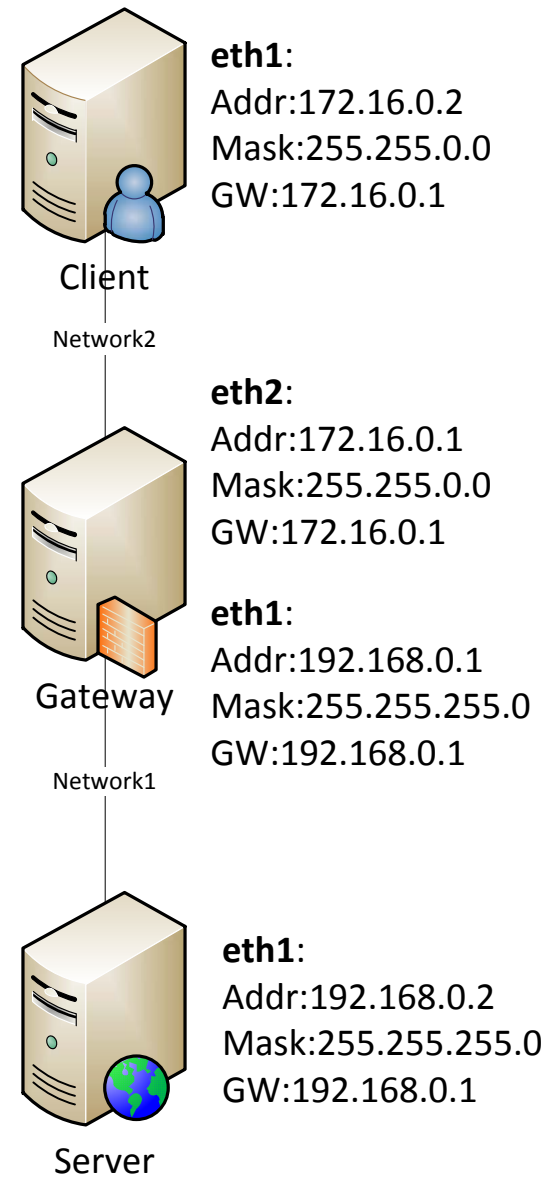 eth1:
Addr:172.16.0.2
Mask:255.255.0.0
GW:172.16.0.1
Client
Network2
eth2:
Addr:172.16.0.1
Mask:255.255.0.0
GW:172.16.0.1
eth1:
Addr:192.168.0.1
Mask:255.255.255.0
GW:192.168.0.1
Gateway
Network1
eth1:
Addr:192.168.0.2
Mask:255.255.255.0
GW:192.168.0.1
Server